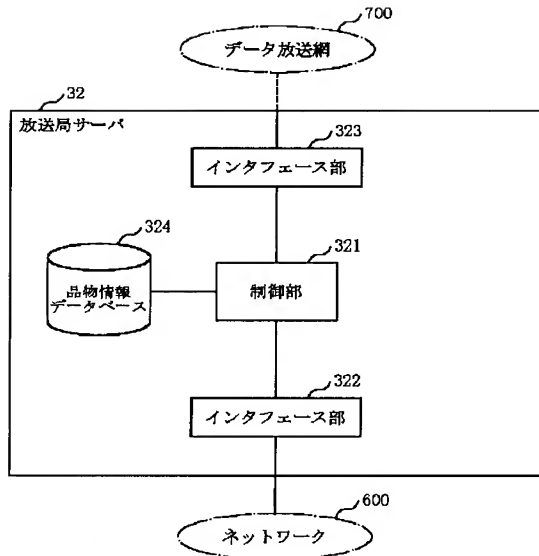 700
データ放送網
32
放送局サーバ
323
インタフェース部
324
321
品物情報
データベース
制御部
322
インタフェース部
600
ネットワーク